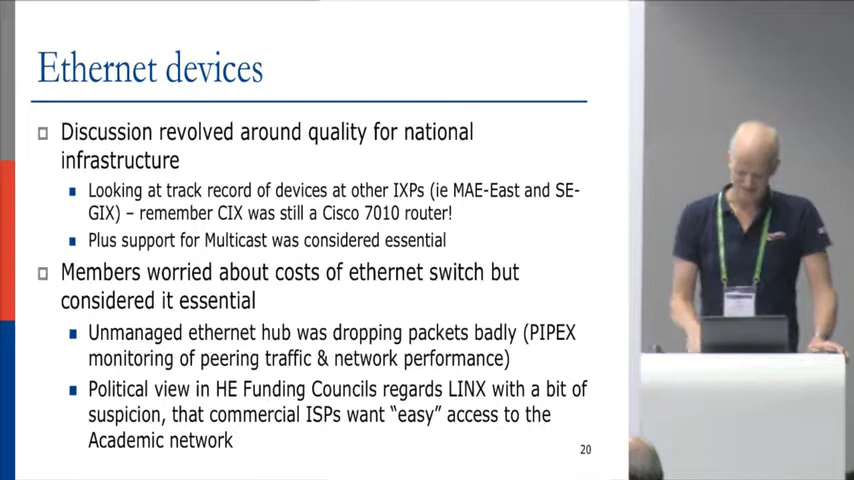 Ethernet devices
Discussion revolved around quality for national
infrastructure
Looking at track record of devices at other IXPs (ie MAE-East and SE-
GIX) – remember CIX was still a Cisco 7010 router!
Plus support for Multicast was considered essential
Members worried about costs of ethernet switch but
considered it essential
Unmanaged ethernet hub was dropping packets badly (PIPEX
monitoring of peering traffic & network performance)
Political view in HE Funding Councils regards LINX with a bit of
suspicion, that commercial ISPs want “easy” access to the
Academic network
20